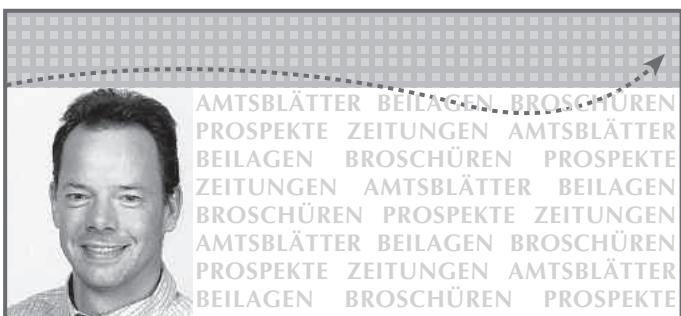 AMTSBLÄTTER BEILAGEN BROSCHÜREN
PROSPEKTE ZEITUNGEN AMTSBLÄTTER
BEILAGEN BROSCHÜREN PROSPEKTE
ZEITUNGEN AMTSBLÄTTER BEILAGEN
BROSCHÜREN PROSPEKTE ZEITUNGEN
AMTSBLÄTTER BEILAGEN BROSCHÜREN
PROSPEKTE ZEITUNGEN AMTSBLÄTTER
BEILAGEN BROSCHÜREN PROSPEKTE